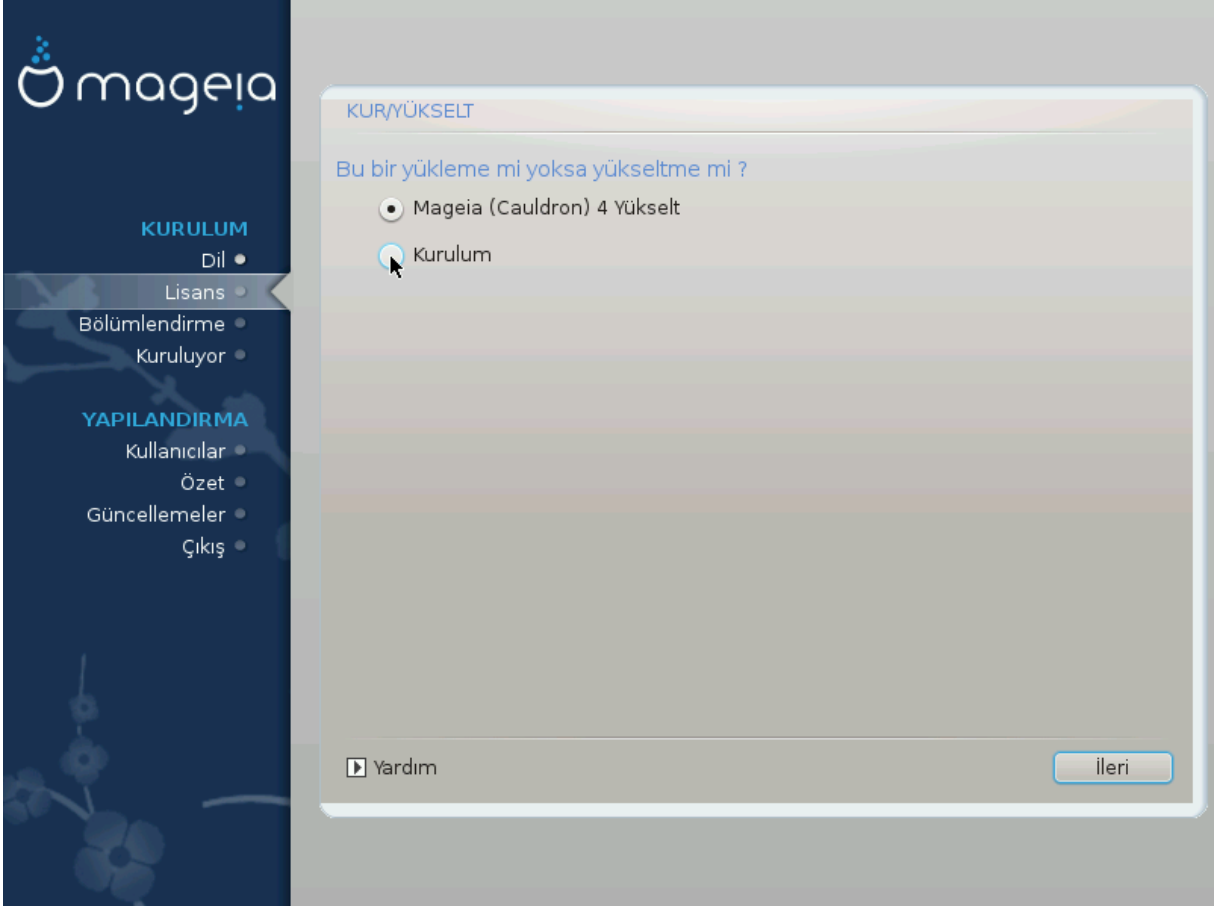 mageia
KURULUM
Dil
Lisans
Bölümlendirme
Kuruluyor
YAPILANDIRMA
Kullanıcılar
Özet
Güncellemeler
Çıkış
KUR/YÜKSELT
Bu bir yükleme mi yoksa yükseltme mi ?
Mageia (Cauldron) 4 Yükselt
Kurulum
Yardım
İleri